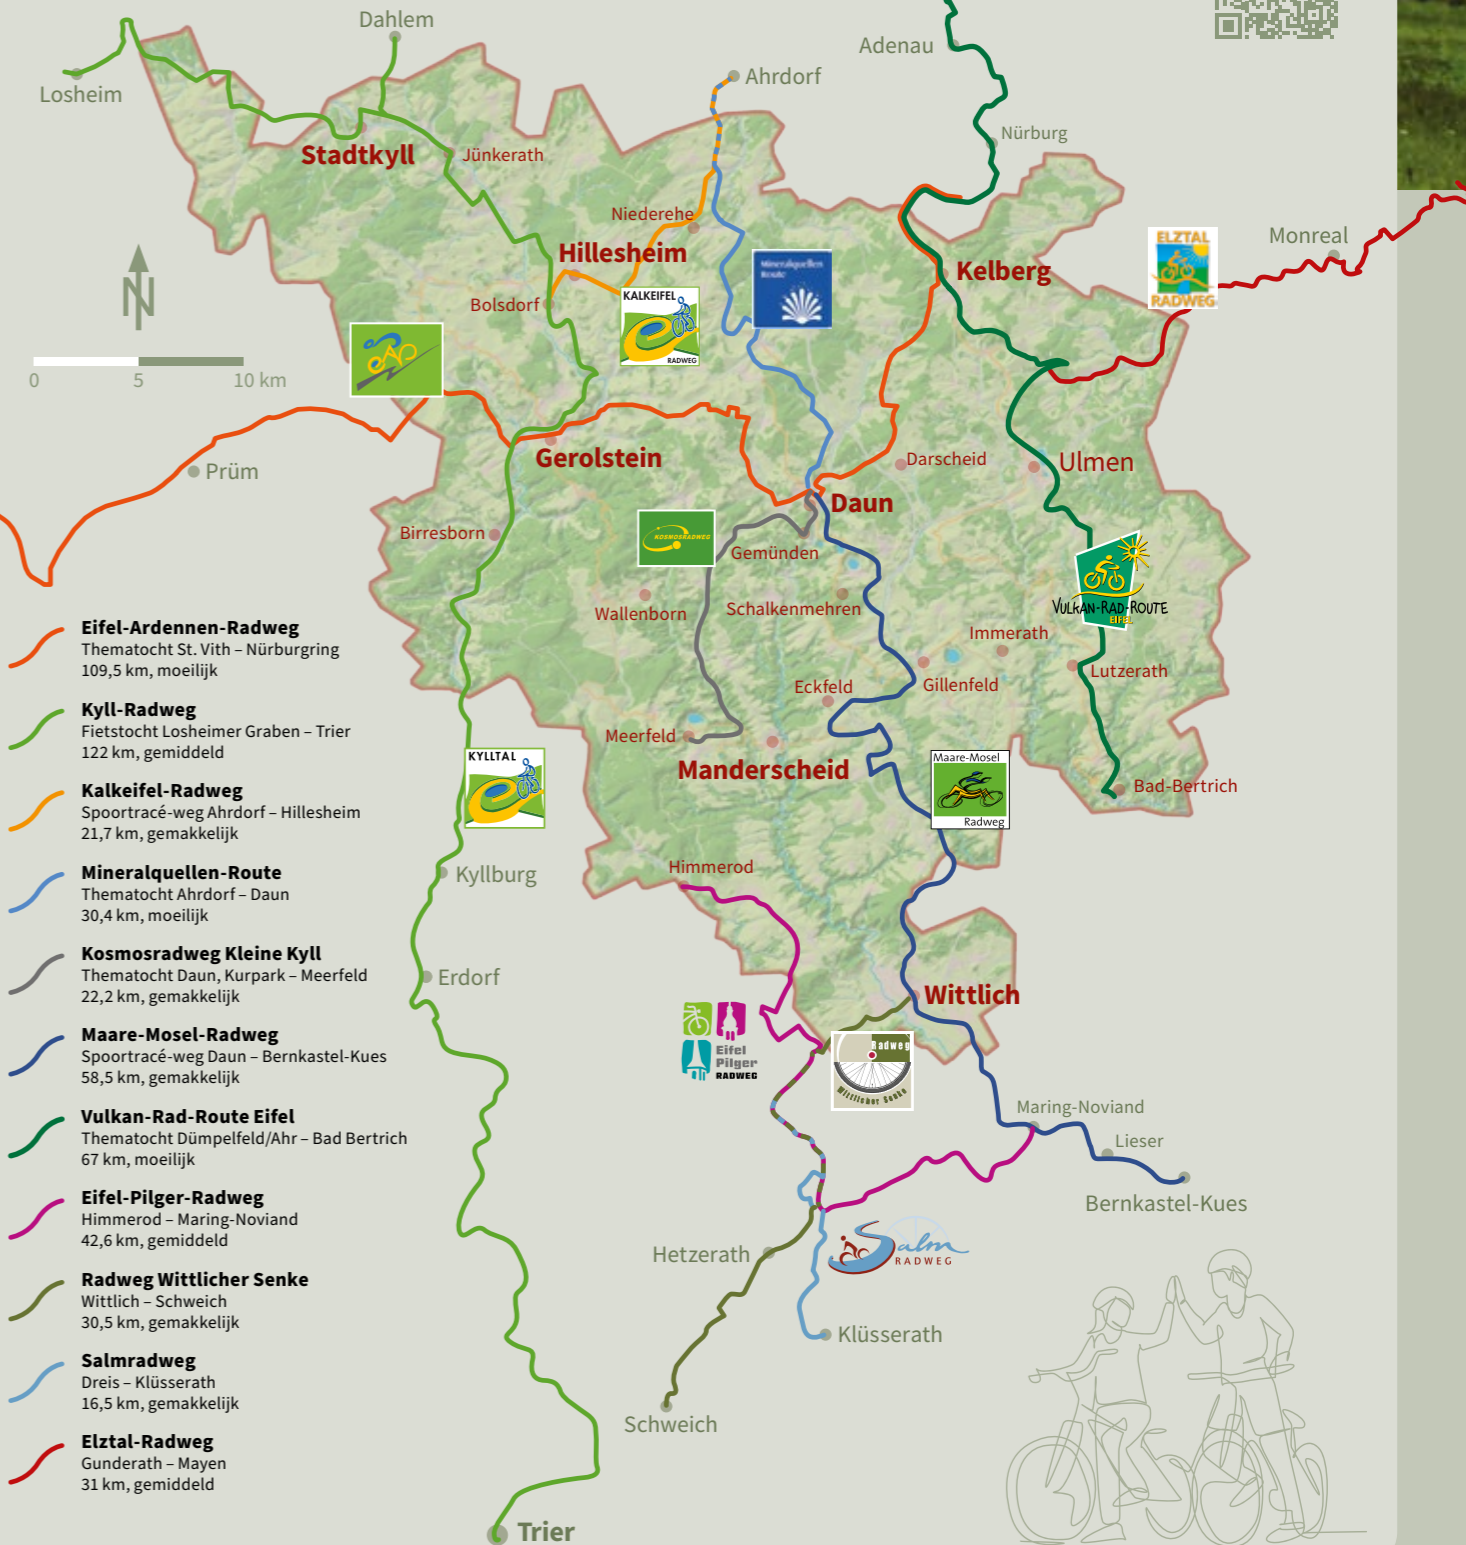 Dahlem
Adenau
Losheim
Ahrdorf
Nürburg
Stadtkyll
Jünkerath
Niederehe
Monreal
ELZTAL
RADWEG
Hillesheim
Mineralquellen
Route
Kelberg
N
Bolsdorf
KALKEIFEL
RADWEG
0 5 10 km
Gerolstein
Prüm
Darscheid
Ulmen
Daun
Birresborn
KOSMOSRADWEG
Gemünden
Wallenborn
Schalkenmehren
VULKAN-RAD-ROUTE
EIFEL
Immerath
Lutzerath
Eckfeld
Gillenfeld
Meerfeld
KYLLTAL
Manderscheid
Maare-Mosel
Radweg
Bad-Bertrich
Himmerod
Kyllburg
Erdorf
Wittlich
Eifel
Pilger
RADWEG
Radweg
Wittlicher Senke
Maring-Noviand
Lieser
Bernkastel-Kues
Hetzerath
Salm
RADWEG
Klüsserath
Schweich
Trier
Eifel-Ardennen-Radweg
Thematocht St. Vith – Nürburgring
109,5 km, moeilijk
Kyll-Radweg
Fietstocht Losheimer Graben – Trier
122 km, gemiddeld
Kalkeifel-Radweg
Spoortracé-weg Ahrdorf – Hillesheim
21,7 km, gemakkelijk
Mineralquellen-Route
Thematocht Ahrdorf – Daun
30,4 km, moeilijk
Kosmosradweg Kleine Kyll
Thematocht Daun, Kurpark – Meerfeld
22,2 km, gemakkelijk
Maare-Mosel-Radweg
Spoortracé-weg Daun – Bernkastel-Kues
58,5 km, gemakkelijk
Vulkan-Rad-Route Eifel
Thematocht Dümpelfeld/Ahr – Bad Bertrich
67 km, moeilijk
Eifel-Pilger-Radweg
Himmerod – Maring-Noviand
42,6 km, gemiddeld
Radweg Wittlicher Senke
Wittlich – Schweich
30,5 km, gemakkelijk
Salmradweg
Dreis – Klüsserath
16,5 km, gemakkelijk
Elztal-Radweg
Gunderath – Mayen
31 km, gemiddeld